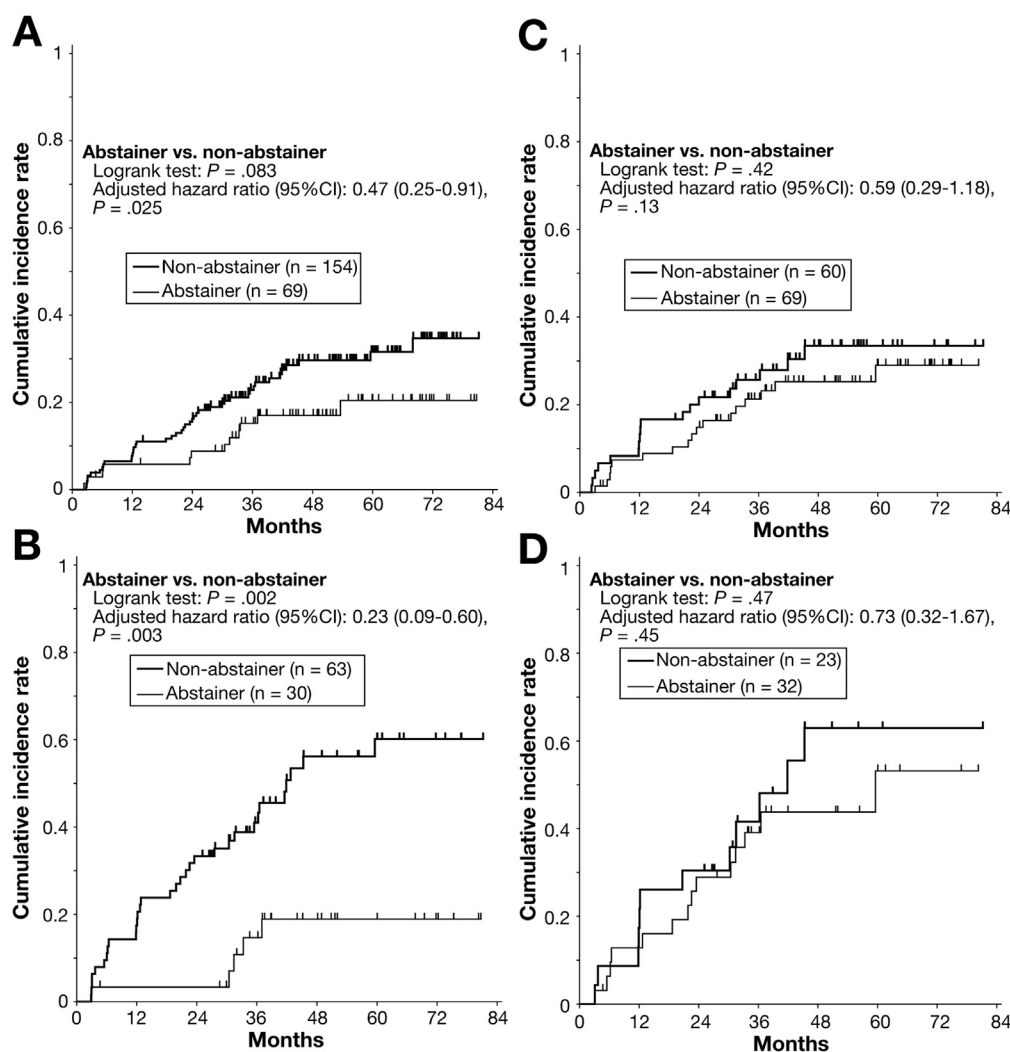 A
1
0.8
0.6
0.4
0.2
0
Cumulative incidence rate
Abstainer vs. non-abstainer
Logrank test: P = .083
Adjusted hazard ratio (95%CI): 0.47 (0.25-0.91),
P = .025
Non-abstainer (n = 154)
Abstainer (n = 69)
0 12 24 36 48 60 72 84
Months
B
1
0.8
0.6
0.4
0.2
0
Cumulative incidence rate
Abstainer vs. non-abstainer
Logrank test: P = .002
Adjusted hazard ratio (95%CI): 0.23 (0.09-0.60),
P = .003
Non-abstainer (n = 63)
Abstainer (n = 30)
0 12 24 36 48 60 72 84
Months
C
1
0.8
0.6
0.4
0.2
0
Cumulative incidence rate
Abstainer vs. non-abstainer
Logrank test: P = .42
Adjusted hazard ratio (95%CI): 0.59 (0.29-1.18),
P = .13
Non-abstainer (n = 60)
Abstainer (n = 69)
0 12 24 36 48 60 72 84
Months
D
1
0.8
0.6
0.4
0.2
0
Cumulative incidence rate
Abstainer vs. non-abstainer
Logrank test: P = .47
Adjusted hazard ratio (95%CI): 0.73 (0.32-1.67),
P = .45
Non-abstainer (n = 23)
Abstainer (n = 32)
0 12 24 36 48 60 72 84
Months